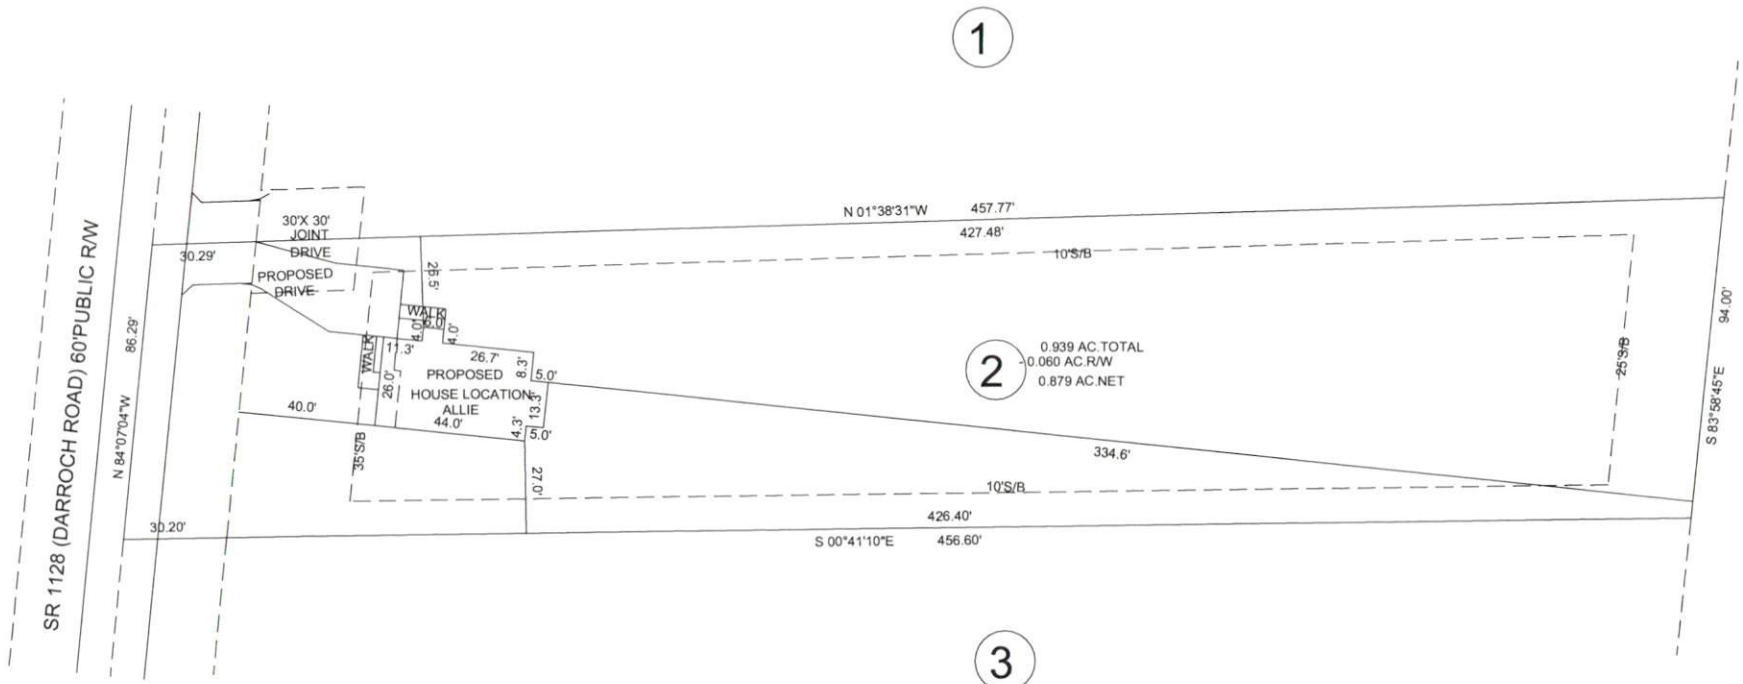 1
SR 1128 (DARROCH ROAD) 60'PUBLIC R/W
N 84°07'04"W
86.29'
30.29'
30'X 30'
JOINT
DRIVE
PROPOSED
DRIVE
N 01°38'31"W 457.77'
427.48'
10'S/B
26.5'
WALK
6.0'
4.0'
4.0'
WALK
11.3'
26.7'
8.3'
5.0'
26.0'
PROPOSED
HOUSE LOCATION
ALLIE
13.3'
40.0'
44.0'
4.3'
5.0'
35'S/B
27.0'
2
0.939 AC.TOTAL
- 0.060 AC.R/W
0.879 AC.NET
25'S/B
94.00'
S 83°58'45"E
334.6'
10'S/B
30.20'
426.40'
S 00°41'10"E 456.60'
3